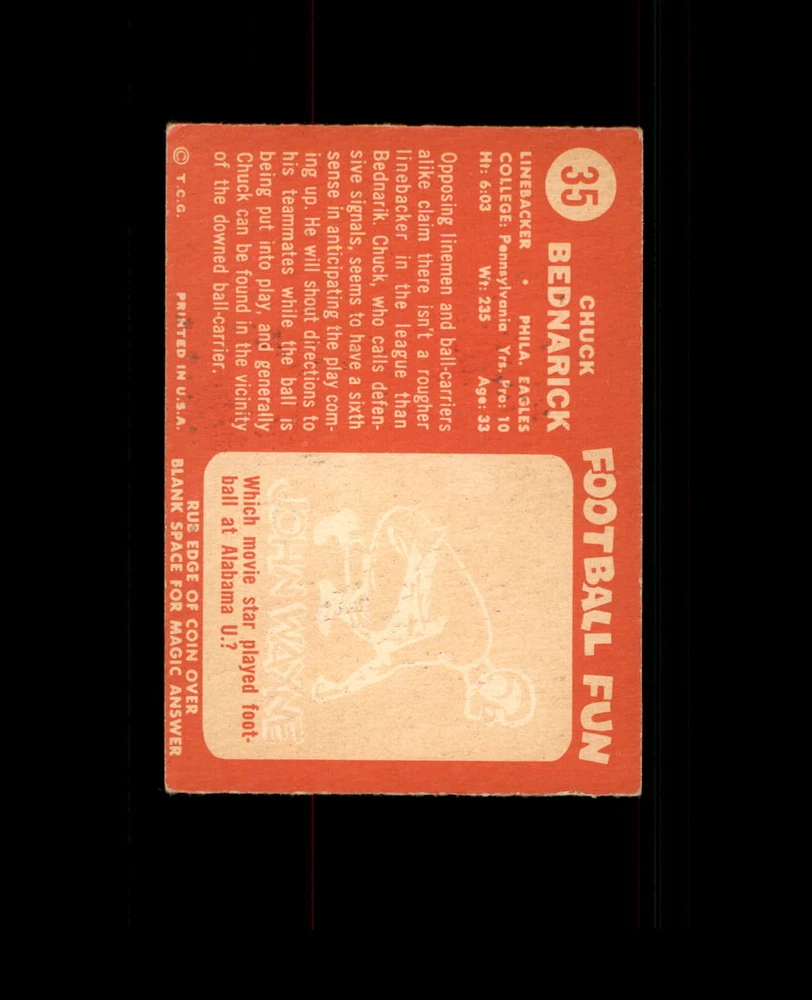 35
CHUCK
BEDNARICK
LINEBACKER • PHILA. EAGLES
COLLEGE: Pennsylvania Yrs. Pro: 10
Ht: 6:03 Wt: 235 Age: 33
Opposing linemen and ball-carriers
alike claim there isn't a rougher
linebacker in the league than
Bednarik. Chuck, who calls defen-
sive signals, seems to have a sixth
sense in anticipating the play com-
ing up. He will shout directions to
his teammates while the ball is
being put into play, and generally
Chuck can be found in the vicinity
of the downed ball-carrier.
© T.C.G. PRINTED IN U.S.A.
FOOTBALL FUN
JOHN WAYNE
Which movie star played foot-
ball at Alabama U.?
RUB EDGE OF COIN OVER
BLANK SPACE FOR MAGIC ANSWER